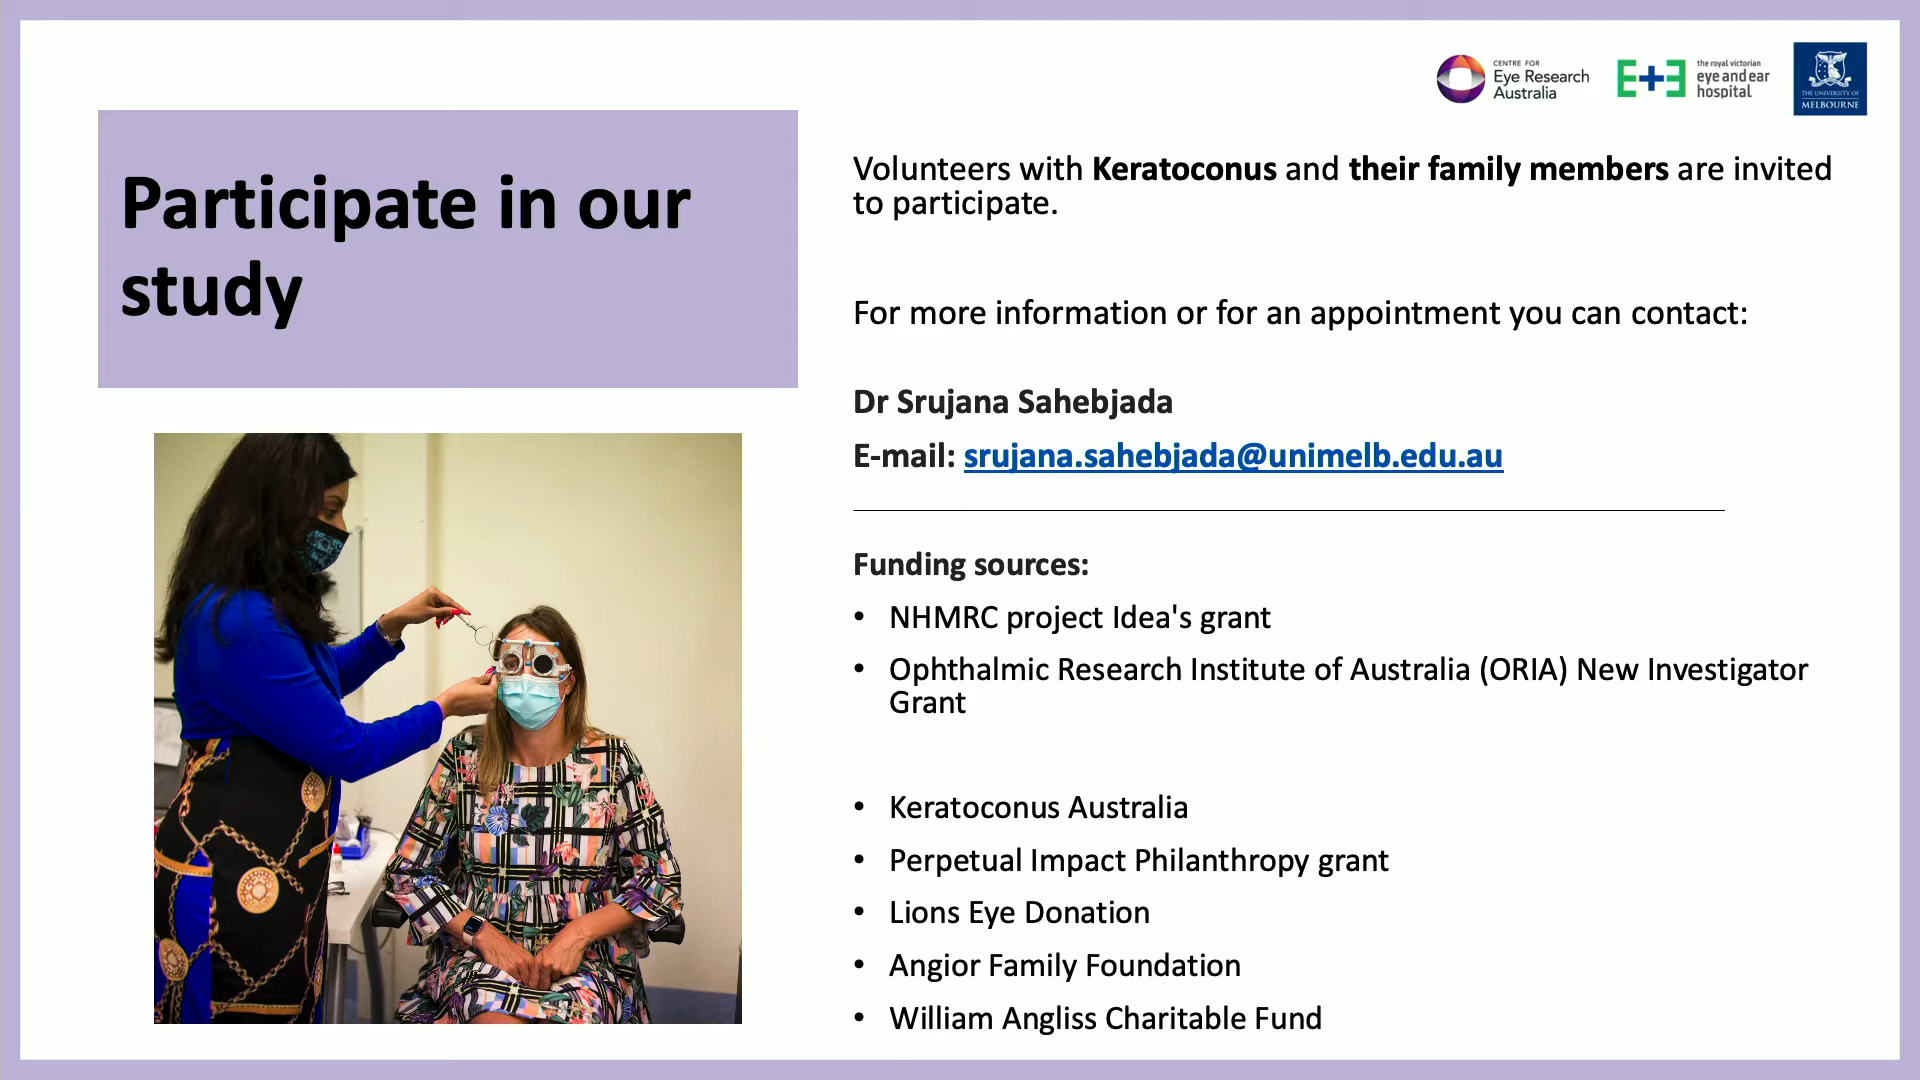 CENTRE FOR
Eye Research
Australia
E+3
the royal victorian
eye and ear
hospital
THE UNIVERSITY OF
MELBOURNE
Participate in our
study
Volunteers with Keratoconus and their family members are invited
to participate.
For more information or for an appointment you can contact:
Dr Srujana Sahebjada
E-mail: srujana.sahebjada@unimelb.edu.au
Funding sources:
• NHMRC project Idea's grant
• Ophthalmic Research Institute of Australia (ORIA) New Investigator
Grant
• Keratoconus Australia
• Perpetual Impact Philanthropy grant
• Lions Eye Donation
• Angior Family Foundation
• William Angliss Charitable Fund